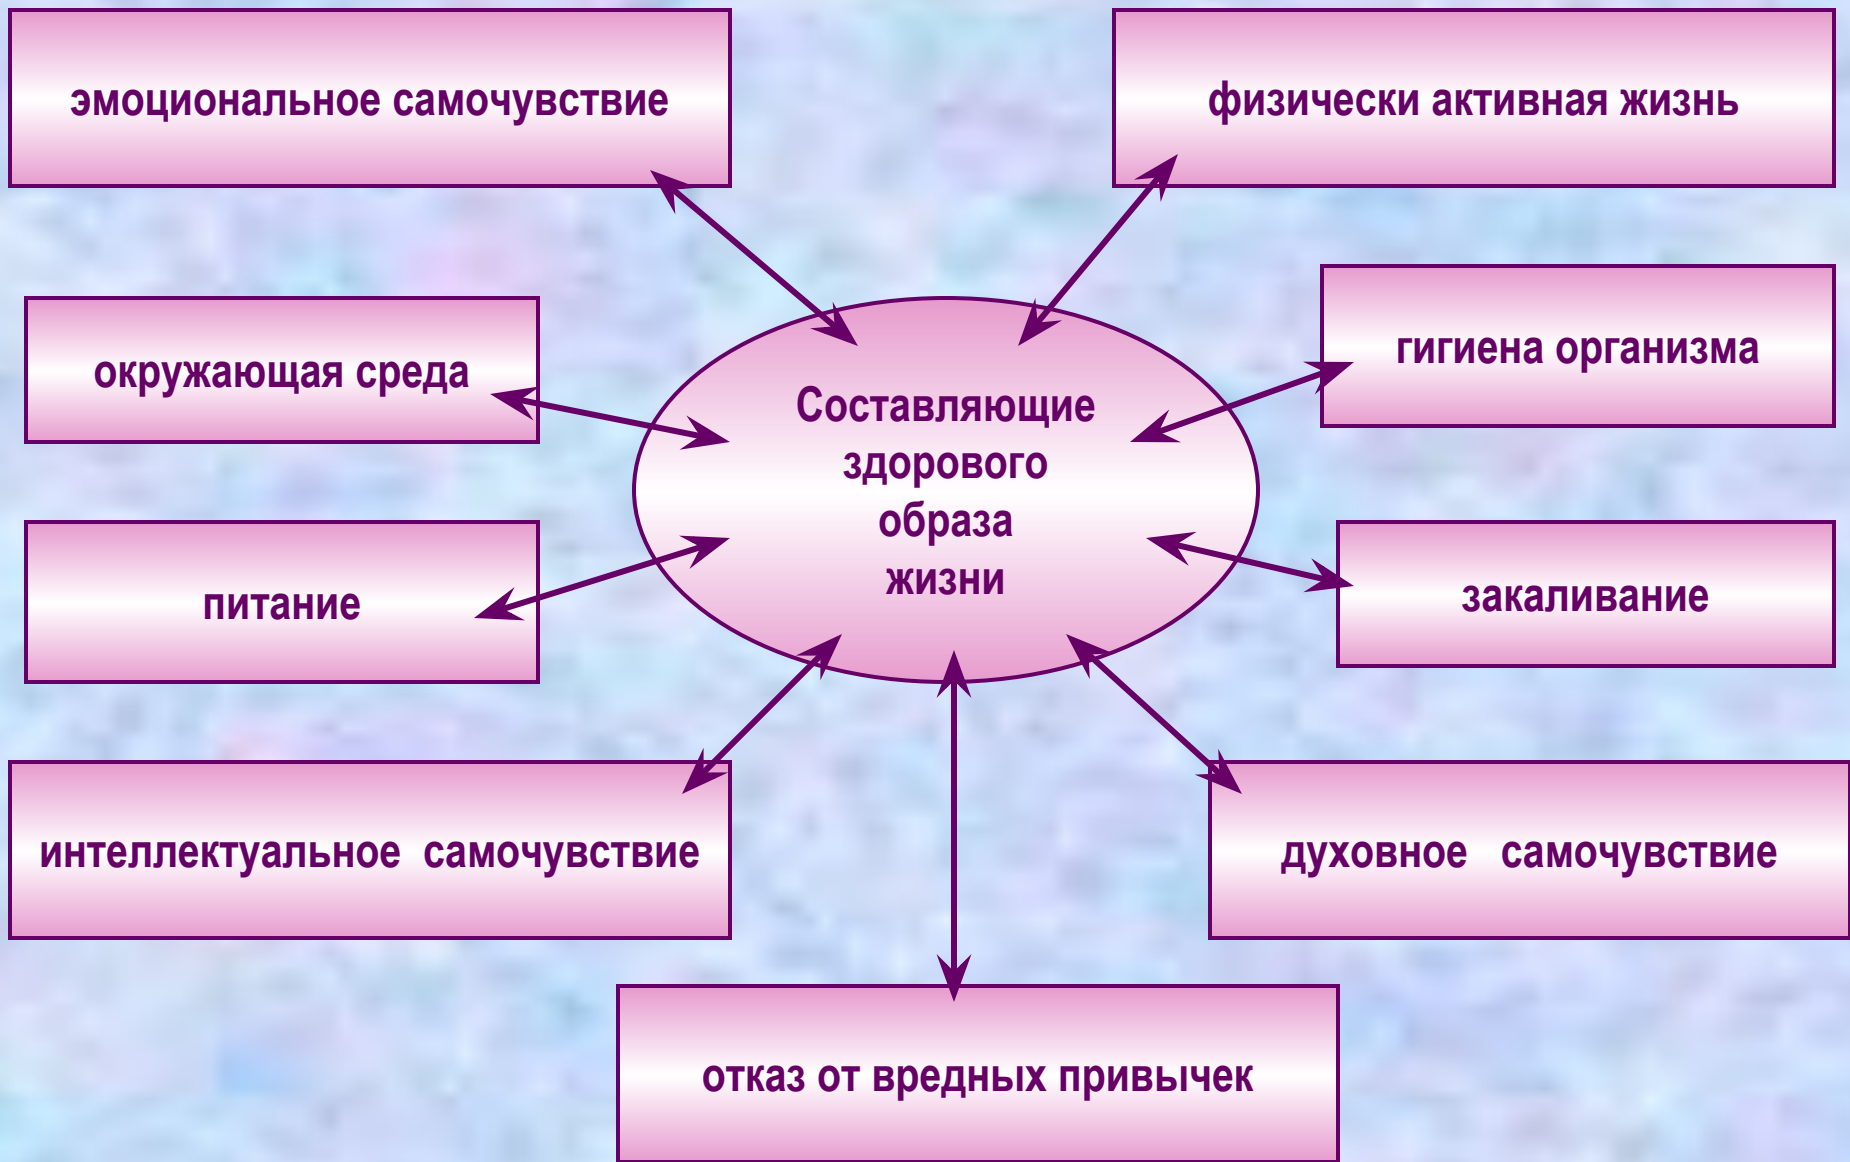 эмоциональное самочувствие
физически активная жизнь
окружающая среда
гигиена организма
Составляющие
здорового
образа
жизни
питание
закаливание
интеллектуальное самочувствие
духовное самочувствие
отказ от вредных привычек